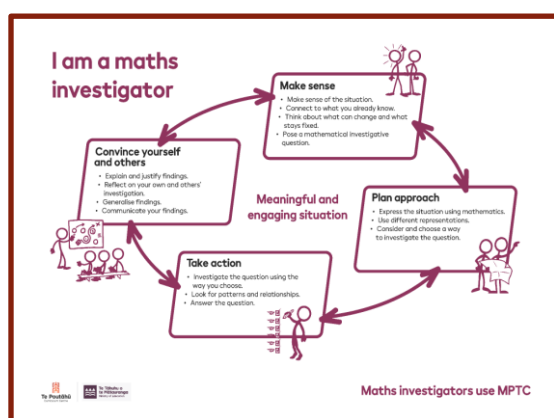 I am a maths
investigator
Make sense
• Make sense of the situation.
• Connect to what you already know.
• Think about what can change and what
stays fixed.
• Pose a mathematical investigative
question.
Plan approach
• Express the situation using mathematics.
• Use different representations.
• Consider and choose a way
to investigate the question.
Take action
• Investigate the question using the
way you choose.
• Look for patterns and relationships.
• Answer the question.
Convince yourself
and others
• Explain and justify findings.
• Reflect on your own and others'
investigation.
• Generalise findings.
• Communicate your findings.
Meaningful and
engaging situation
Te Poutāhū
Te Tāhuhu o
te Mātauranga
Maths investigators use MPTC